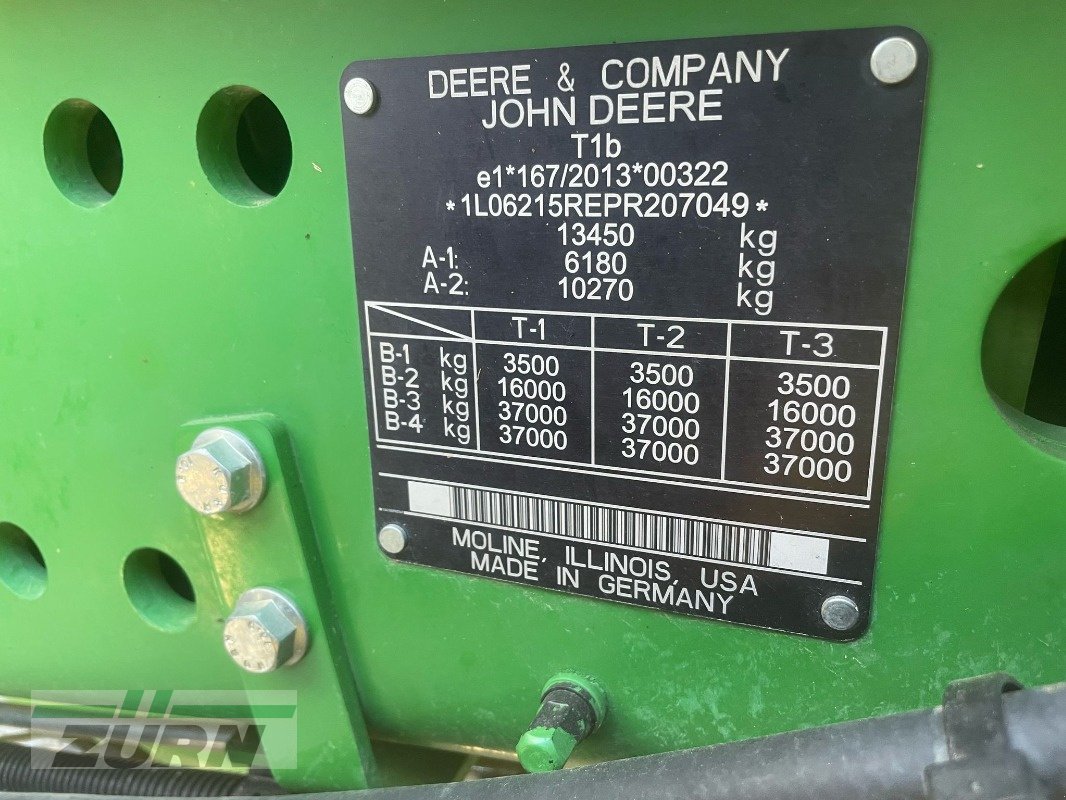 DEERE & COMPANY
JOHN DEERE
T1b
e1*167/2013*00322
*1L06215REPR207049*
13450 kg
A-1: 6180 kg
A-2: 10270 kg
T-1 T-2 T-3
B-1 kg 3500 3500 3500
B-2 kg 16000 16000 16000
B-3 kg 37000 37000 37000
B-4 kg 37000 37000 37000
MOLINE, ILLINOIS, USA
MADE IN GERMANY
ZÜRN